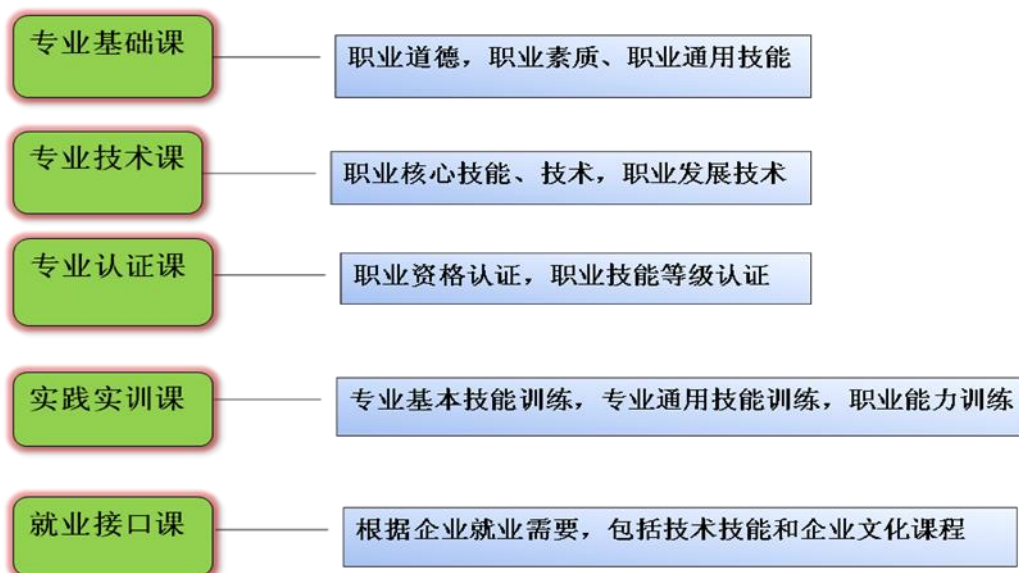 专业基础课
职业道德，职业素质、职业通用技能
专业技术课
职业核心技能、技术，职业发展技术
专业认证课
职业资格认证，职业技能等级认证
实践实训课
专业基本技能训练，专业通用技能训练，职业能力训练
就业接口课
根据企业就业需要，包括技术技能和企业文化课程